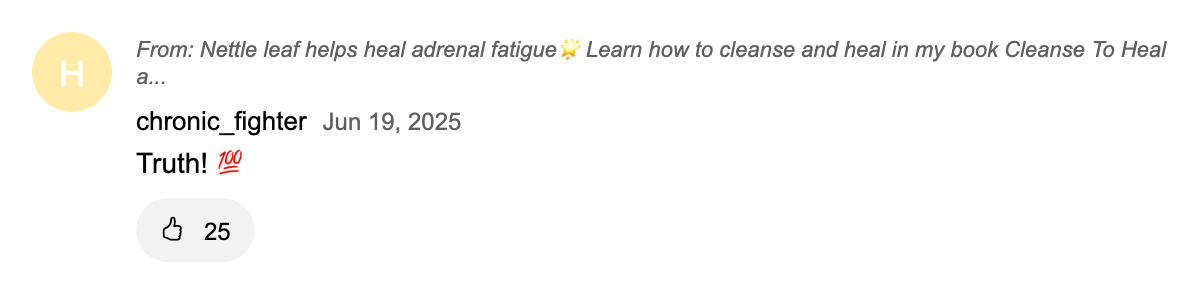 H
From: Nettle leaf helps heal adrenal fatigue🌟 Learn how to cleanse and heal in my book Cleanse To Heal
a...
chronic_fighter Jun 19, 2025
Truth! 💯
25